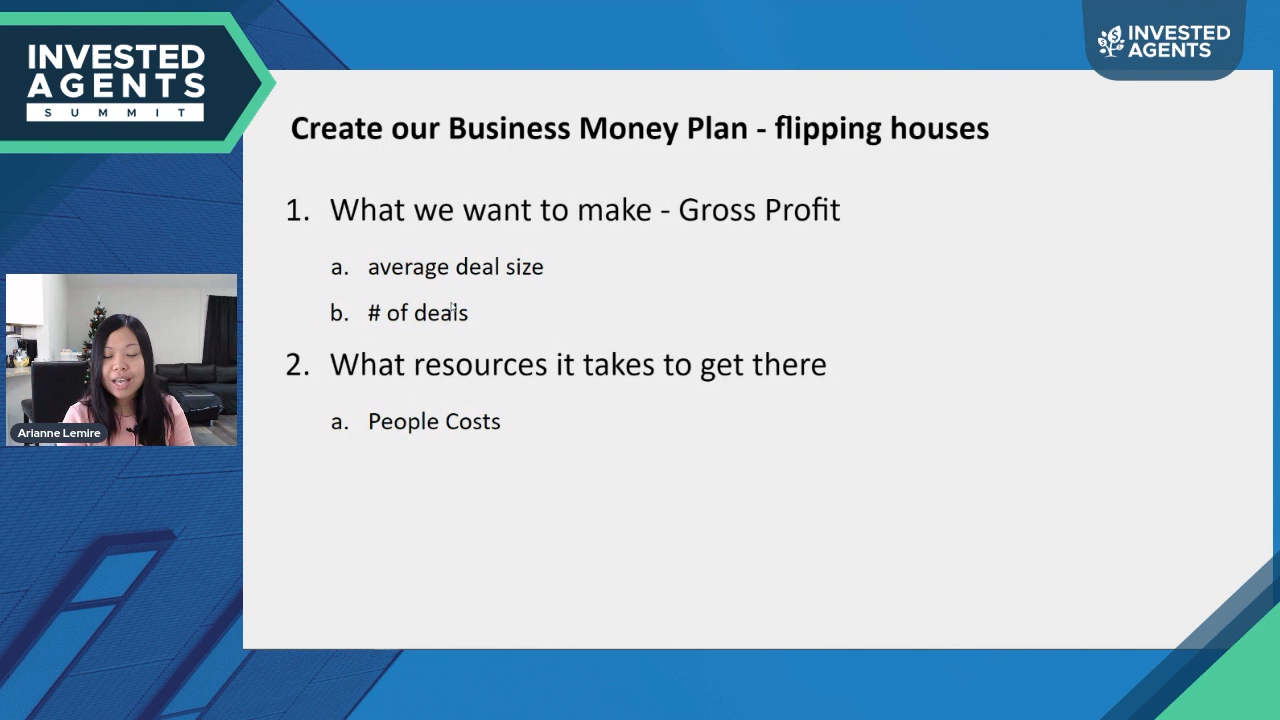 INVESTED
AGENTS
SUMMIT
INVESTED
AGENTS
Create our Business Money Plan - flipping houses
1. What we want to make - Gross Profit
a. average deal size
b. # of deals
2. What resources it takes to get there
a. People Costs
Arianne Lemire